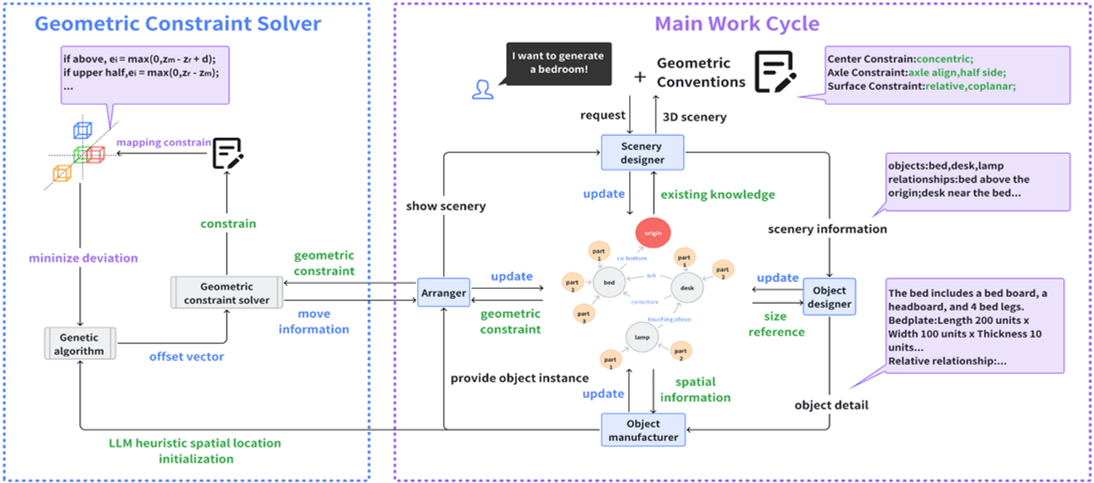 Geometric Constraint Solver
if above, ei = max(0,zm - zr + d);
if upper half,ei = max(0,zr - zm);
...
mapping constrain
constrain
mininize deviation
Geometric
constraint solver
Genetic
algorithm
offset vector
geometric
constraint
move
information
LLM heuristic spatial location
initialization
Main Work Cycle
I want to generate
a bedroom!
+
Geometric
Conventions
Center Constrain:concentric;
Axle Constraint:axle align,half side;
Surface Constraint:relative,coplanar;
request
3D scenery
Scenery
designer
update
existing knowledge
show scenery
objects:bed,desk,lamp
relationships:bed above the
origin;desk near the bed...
scenery information
origin
part
1
co-bottom
part
1
part
2
bed
left
desk
part
2
part
3
co-bottom
touching above
lamp
part
1
part
2
Arranger
update
geometric
constraint
update
size
reference
Object
designer
The bed includes a bed board, a
headboard, and 4 bed legs.
Bedplate:Length 200 units x
Width 100 units x Thickness 10
units...
Relative relationship:...
provide object instance
update
spatial
information
object detail
Object
manufacturer